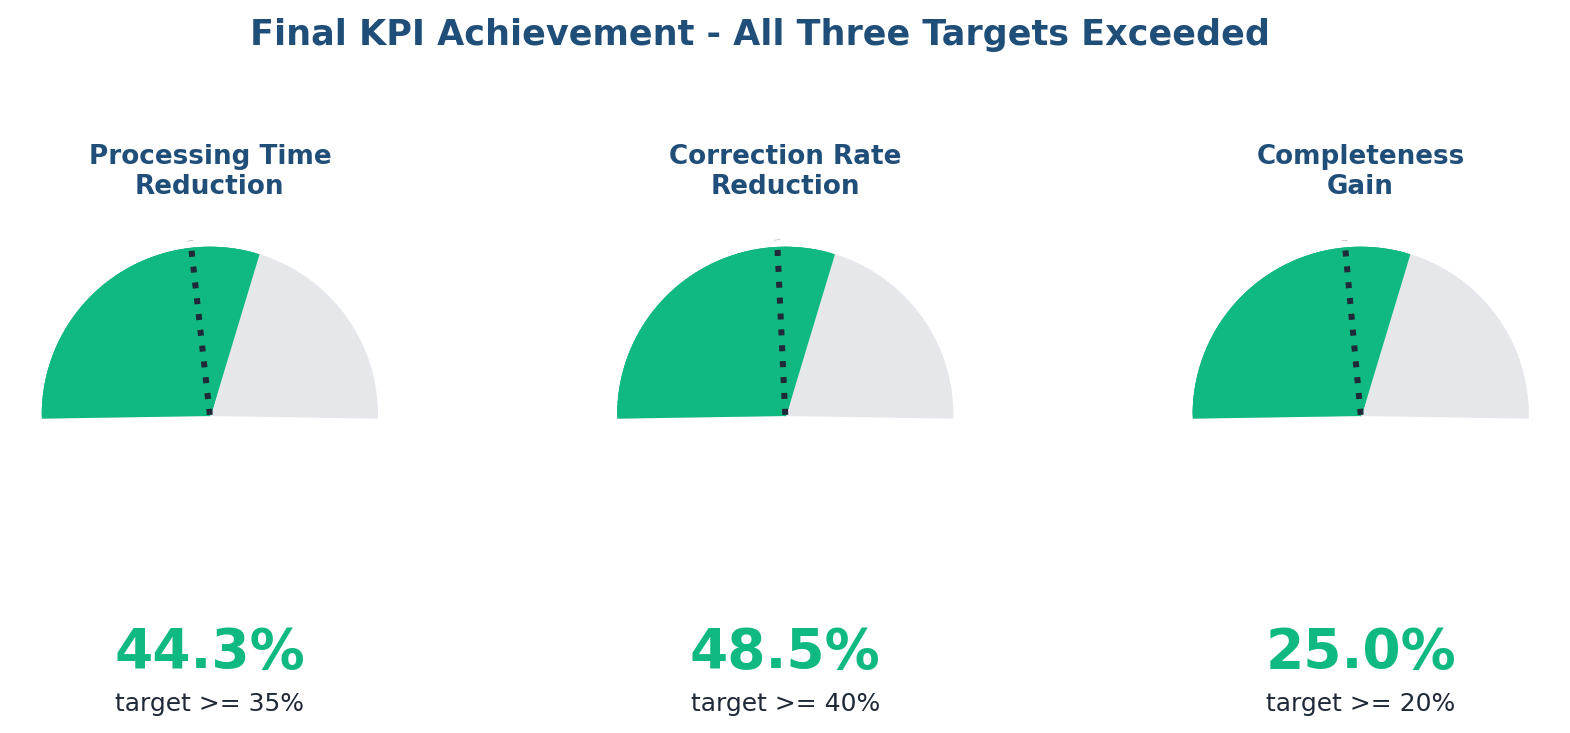 Final KPI Achievement - All Three Targets Exceeded
Processing Time
Reduction
Correction Rate
Reduction
Completeness
Gain
44.3%
target >= 35%
48.5%
target >= 40%
25.0%
target >= 20%